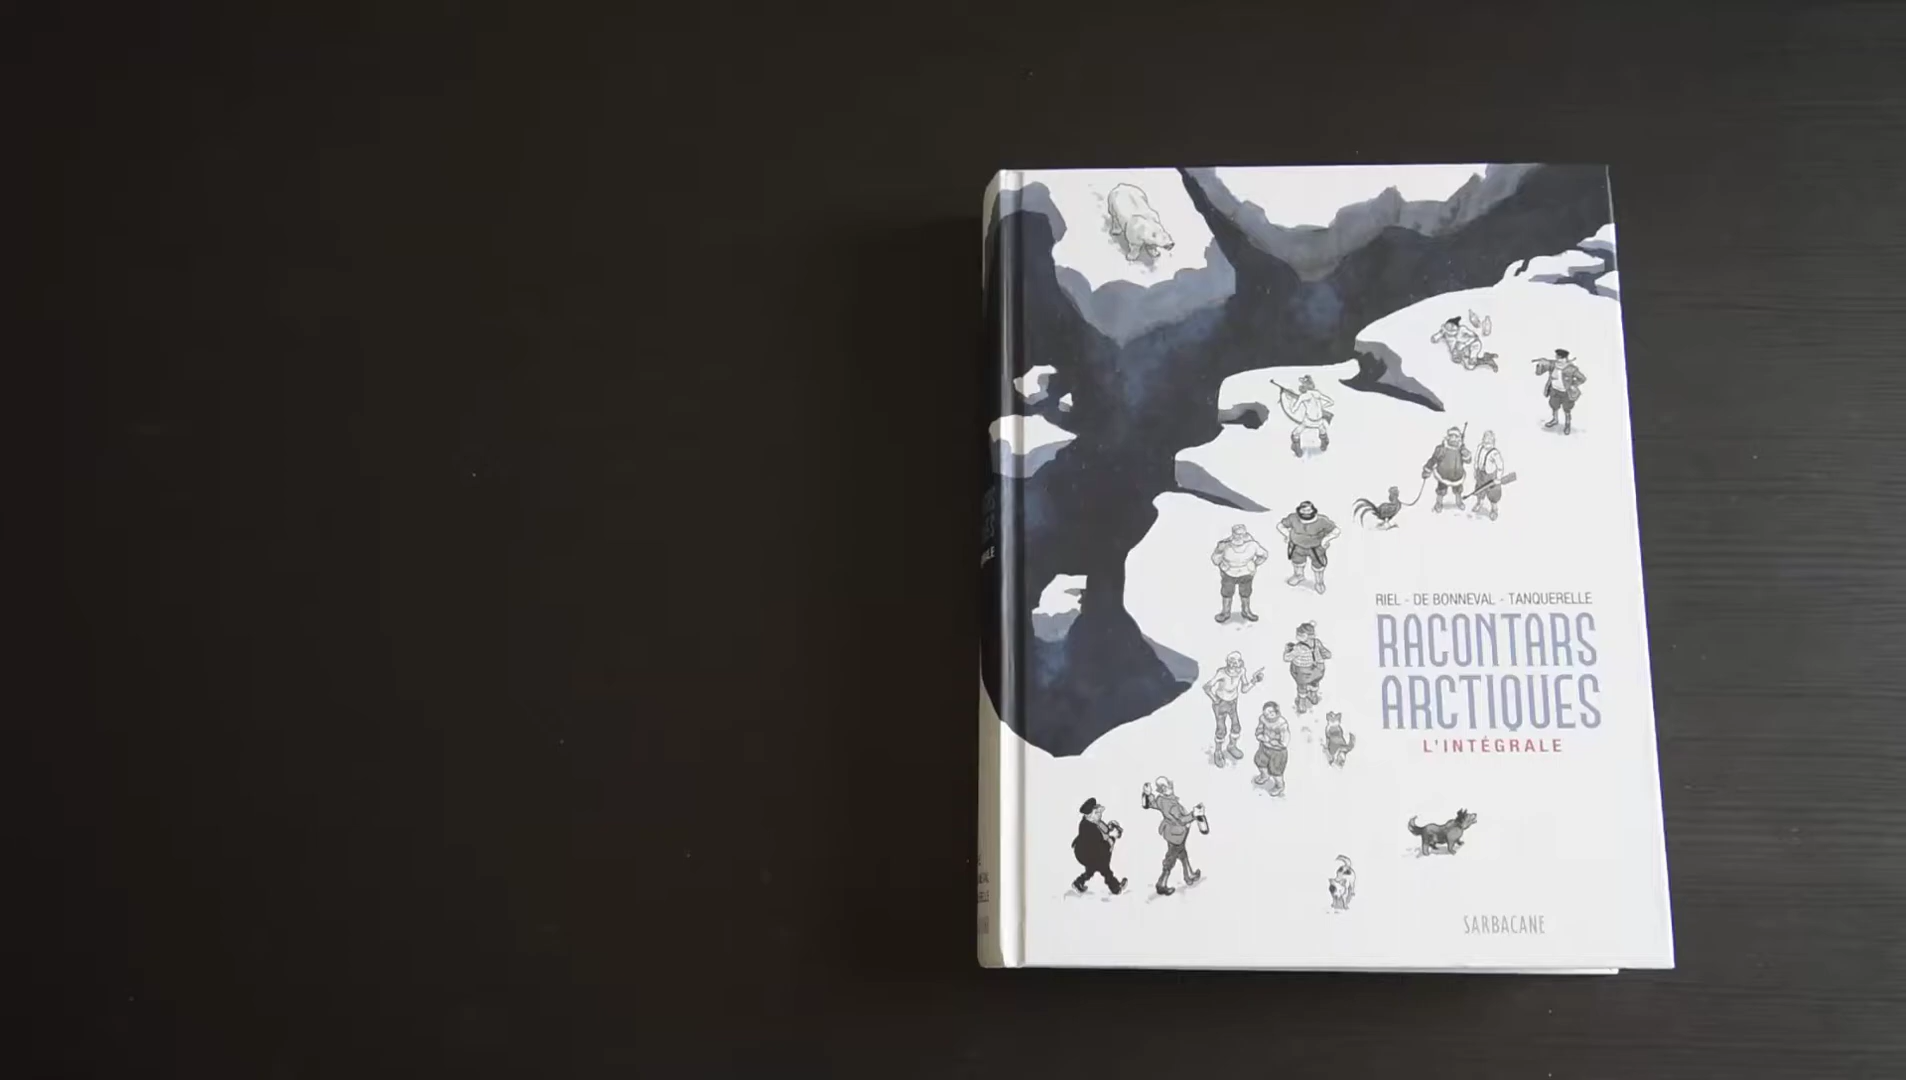 RIEL - DE BONNEVAL - TANQUERELLE
RACONTARS
ARCTIQUES
L'INTÉGRALE
SARBACANE